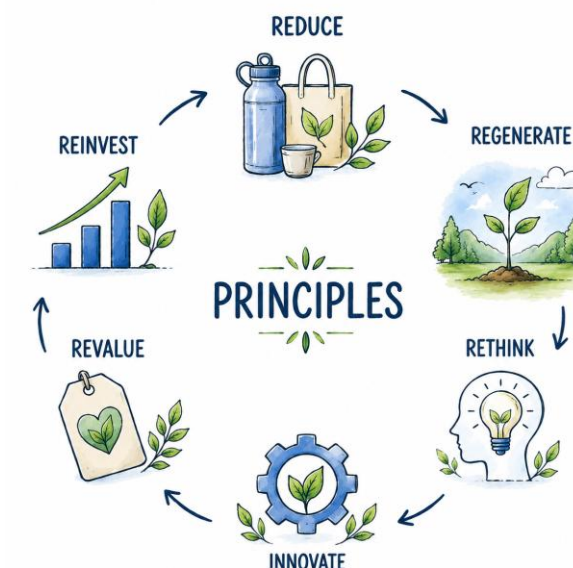 REDUCE
REGENERATE
RETHINK
INNOVATE
REVALUE
REINVEST
PRINCIPLES